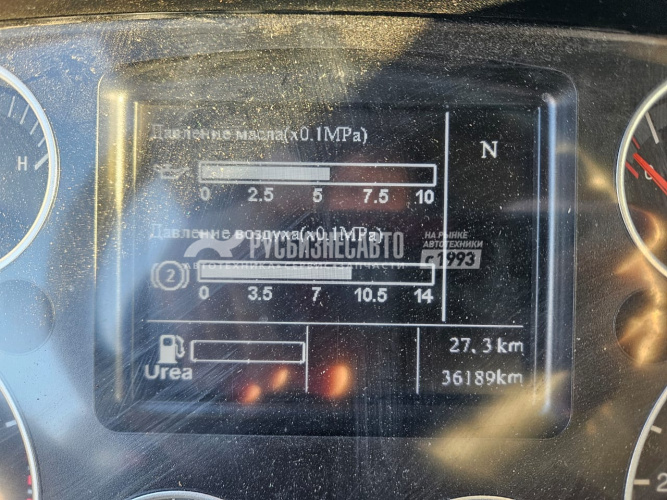 Давление масла(x0.1MPa)
N
0 2.5 5 7.5 10
Давление воздуха(x0.1MPa)
РУСБИЗНЕСАВТО
НА РЫНКЕ
АВТОТЕХНИКИ
с 1993
2
0 3.5 7 10.5 14
27.3km
Urea
36189km
H